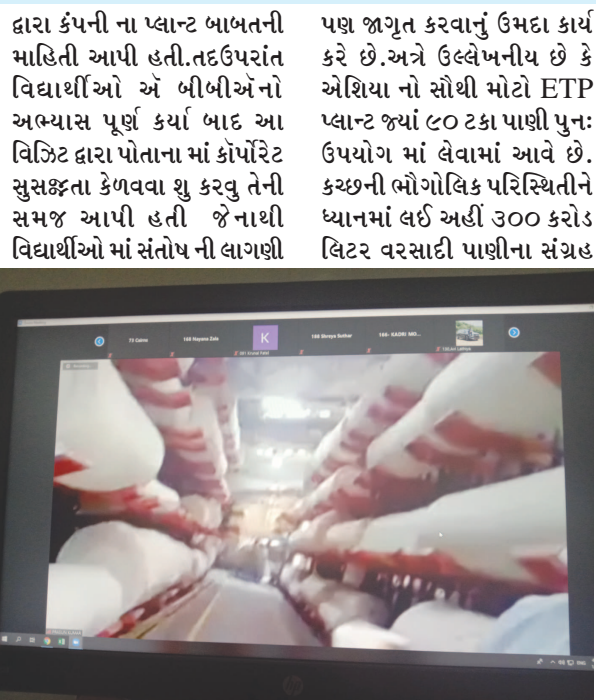 દ્વારા કંપની ના પ્લાન્ટ બાબતની
માહિતી આપી હતી.તદઉપરાંત
વિદ્યાર્થીઓ એ બીબીએનો
અભ્યાસ પૂર્ણ કર્યા બાદ આ
વિઝિટ દ્વારા પોતાના માં કૉર્પોરેટ
સુસજ્જતા કેળવવા શુ કરવુ તેની
સમજ આપી હતી જેનાથી
વિદ્યાર્થીઓ માં સંતોષ ની લાગણી
પણ જાગૃત કરવાનું ઉમદા કાર્ય
કરે છે.અત્રે ઉલ્લેખનીય છે કે
એશિયા નો સૌથી મોટો ETP
પ્લાન્ટ જ્યાં ૯૦ ટકા પાણી પુનઃ
ઉપયોગ માં લેવામાં આવે છે.
કચ્છની ભૌગોલિક પરિસ્થિતીને
ધ્યાનમાં લઈ અહીં ૩૦૦ કરોડ
લિટર વરસાદી પાણીના સંગ્રહ
K
hp